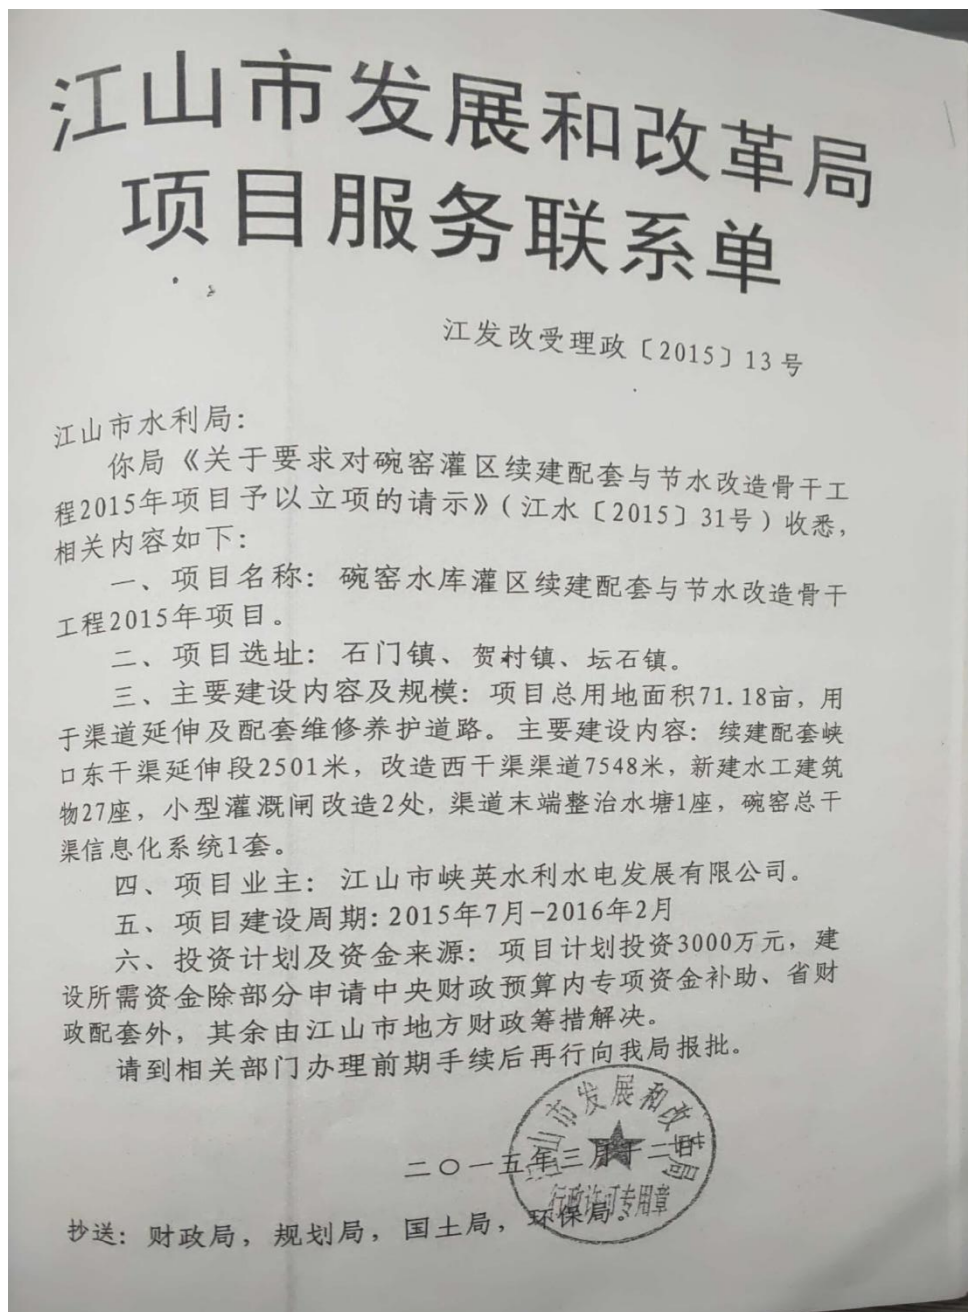 江山市发展和改革局
项目服务联系单
江发改受理政〔2015〕13号
江山市水利局：
你局《关于要求对碗窑灌区续建配套与节水改造骨干工
程2015年项目予以立项的请示》（江水〔2015〕31号）收悉，
相关内容如下：
一、项目名称：碗窑水库灌区续建配套与节水改造骨干
工程2015年项目。
二、项目选址：石门镇、贺村镇、坛石镇。
三、主要建设内容及规模：项目总用地面积71.18亩，用
于渠道延伸及配套维修养护道路。主要建设内容：续建配套峡
口东干渠延伸段2501米，改造西干渠渠道7548米，新建水工建筑
物27座，小型灌溉闸改造2处，渠道末端整治水塘1座，碗窑总干
渠信息化系统1套。
四、项目业主：江山市峡英水利水电发展有限公司。
五、项目建设周期：2015年7月-2016年2月
六、投资计划及资金来源：项目计划投资3000万元，建
设所需资金除部分申请中央财政预算内专项资金补助、省财
政配套外，其余由江山市地方财政筹措解决。
请到相关部门办理前期手续后再行向我局报批。
江山市发展和改革局
二〇一五年三月十二日
行政许可专用章
抄送：财政局，规划局，国土局，环保局。